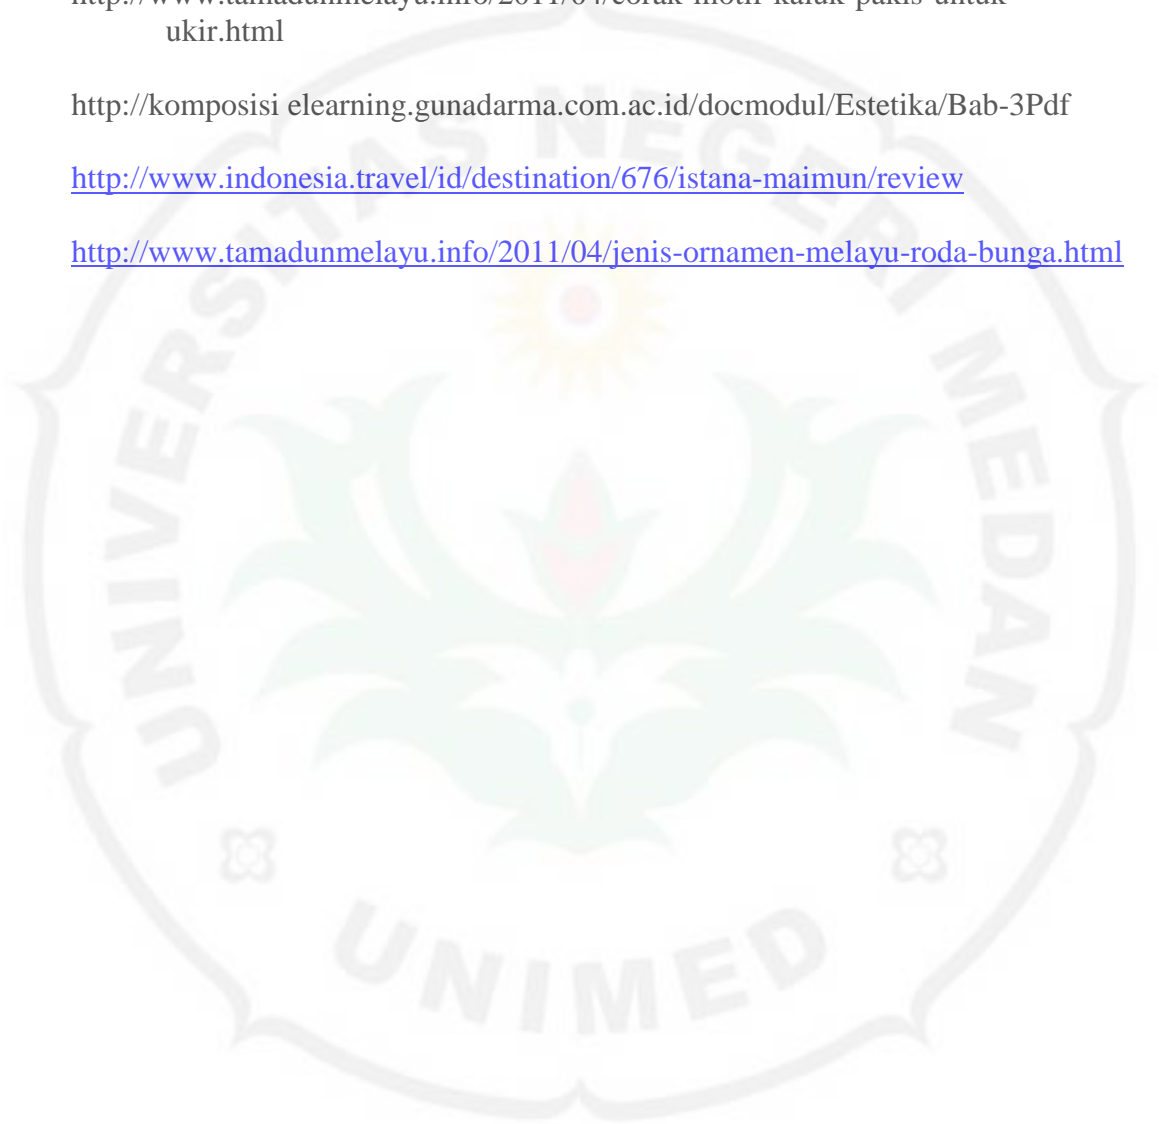 http://www.tamadunmelayu.info/2011/04/corak-motif-kaluk-pakis-untuk-
ukir.html
http://komposisi elearning.gunadarma.com.ac.id/docmodul/Estetika/Bab-3Pdf
http://www.indonesia.travel/id/destination/676/istana-maimun/review
http://www.tamadunmelayu.info/2011/04/jenis-ornamen-melayu-roda-bunga.html
UNIVERSITAS NEGERI MEDAN
UNIMED